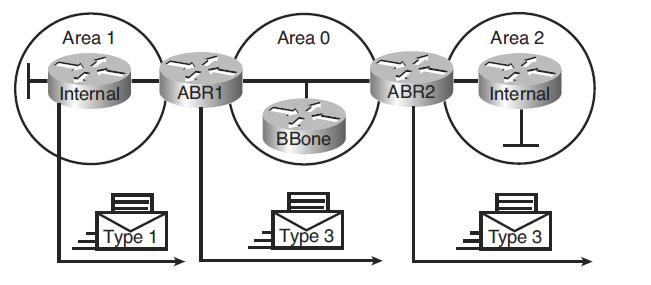 Area 1
Area 0
Area 2
Internal
ABR1
ABR2
Internal
BBone
Type 1
Type 3
Type 3